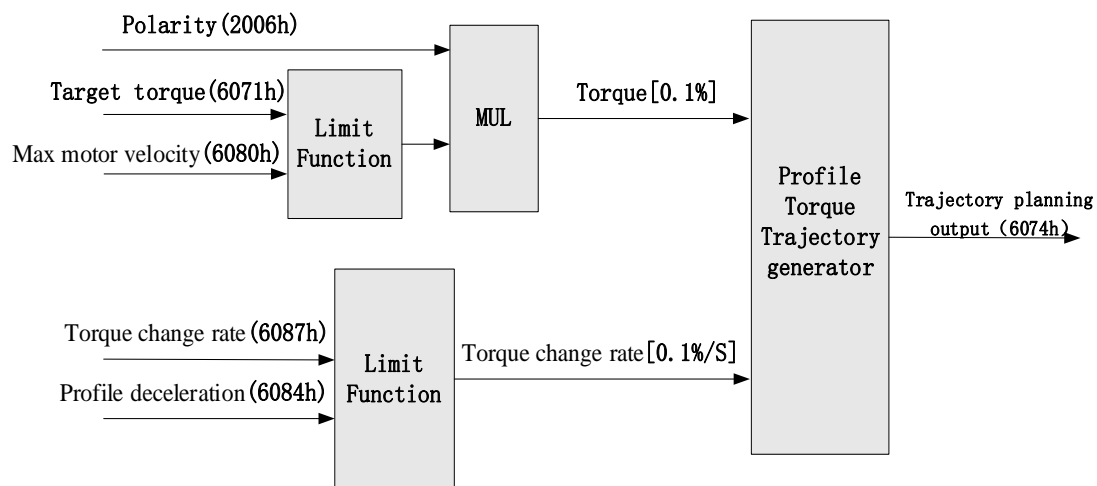 Polarity(2006h)
Target torque(6071h)
Max motor velocity(6080h)
Limit
Function
MUL
Torque[0.1%]
Profile
Torque
Trajectory
generator
Trajectory planning
output（6074h)
Torque change rate(6087h)
Profile deceleration(6084h)
Limit
Function
Torque change rate[0.1%/S]